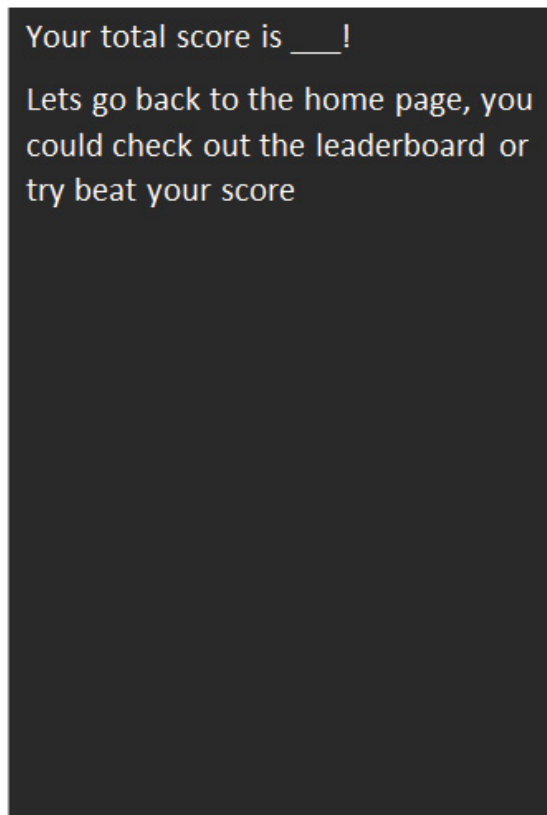 Your total score is ___!
Lets go back to the home page, you
could check out the leaderboard or
try beat your score